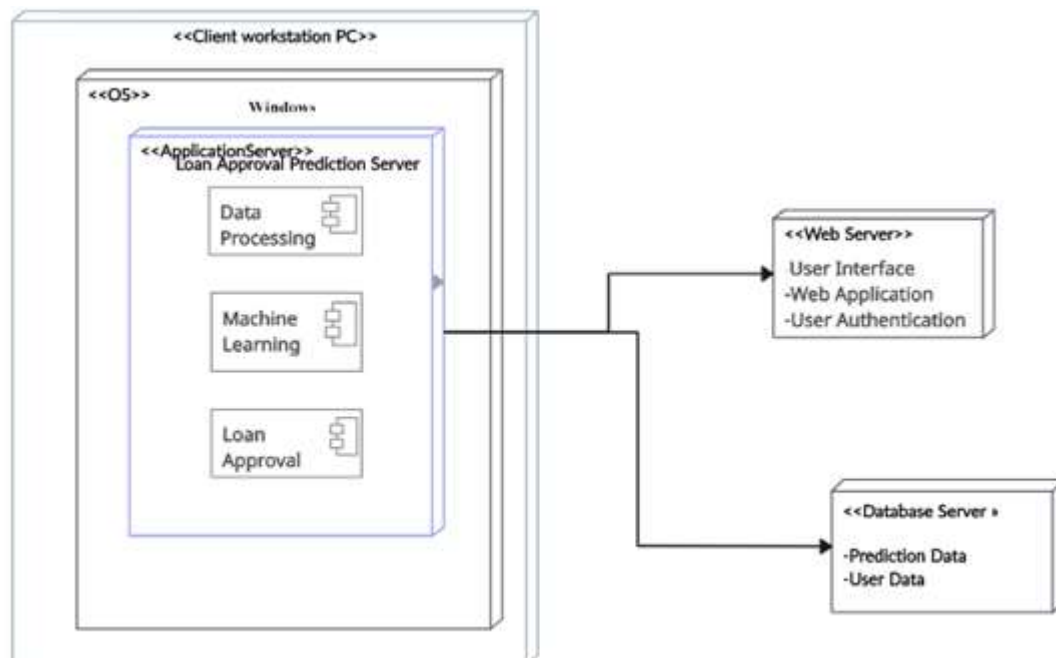 <<Client workstation PC>>
<<OS>>
Windows
<<ApplicationServer>>
Loan Approval Prediction Server
Data
Processing
Machine
Learning
Loan
Approval
<<Web Server>>
User Interface
-Web Application
-User Authentication
<<Database Server »
-Prediction Data
-User Data